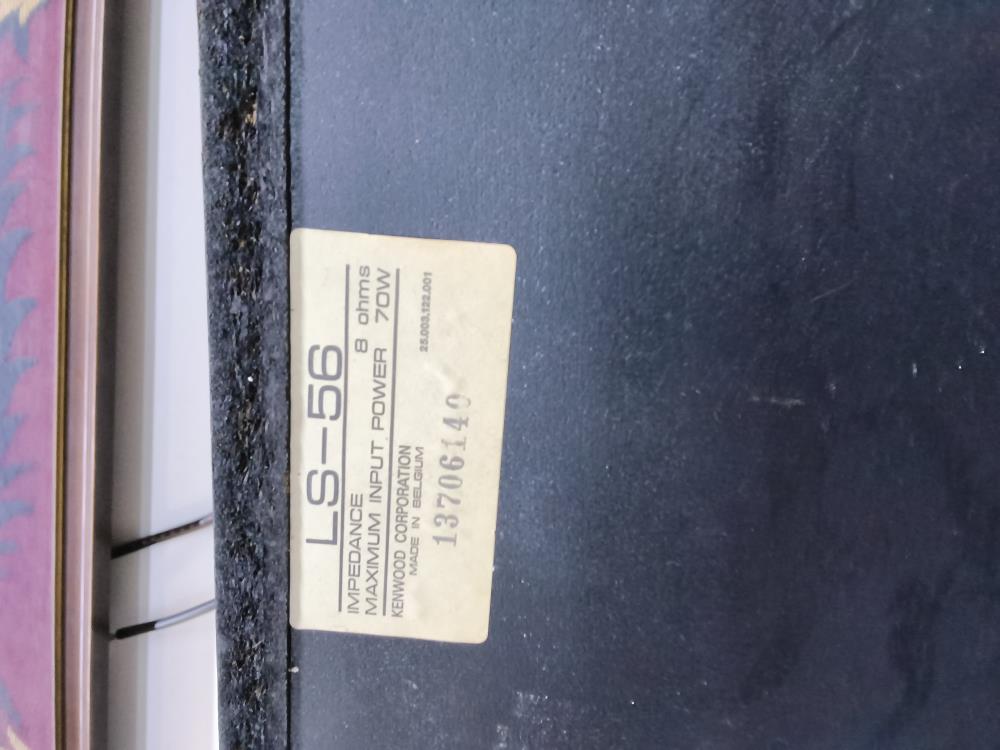 LS-56
IMPEDANCE 8 ohms
MAXIMUM INPUT POWER 70W
KENWOOD CORPORATION
MADE IN BELGIUM
25.003.122.001
13706140